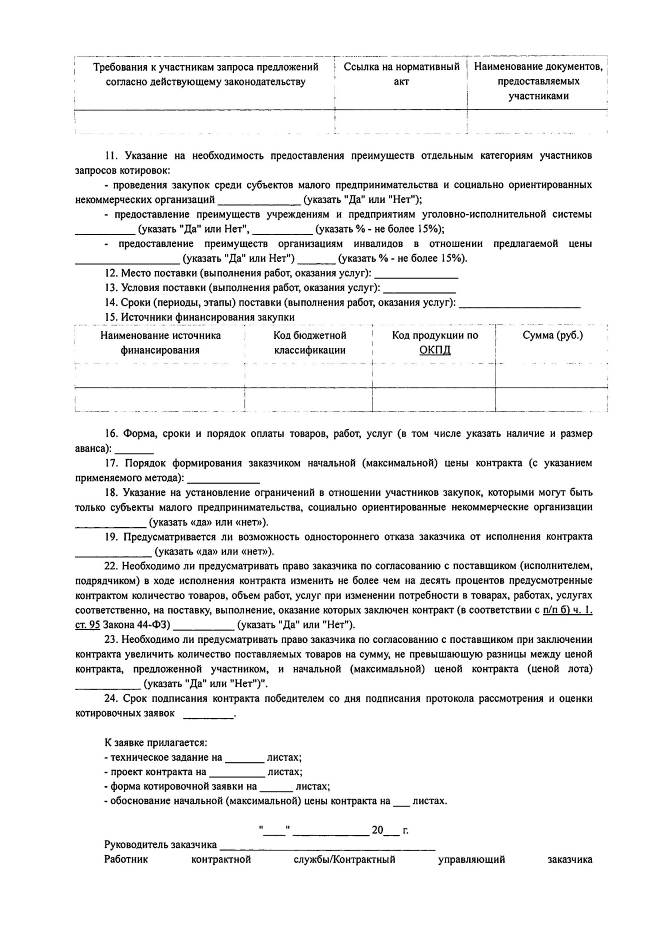 Требования к участникам запроса предложений Ссылка на нормативный Наименование документов,
согласно действующему законодательству акт предоставляемых
участниками
11. Указание на необходимость предоставления преимуществ отдельным категориям участников
запросов котировок:
- проведения закупок среди субъектов малого предпринимательства и социально ориентированных
некоммерческих организаций ________________ (указать "Да" или "Нет");
- предоставление преимуществ учреждениям и предприятиям уголовно-исполнительной системы
____________ (указать "Да" или Нет", ____________ (указать % - не более 15%);
- предоставление преимуществ организациям инвалидов в отношении предлагаемой цены
____________________ (указать "Да" или Нет") _______ (указать % - не более 15%).
12. Место поставки (выполнения работ, оказания услуг): ________________
13. Условия поставки (выполнения работ, оказания услуг): ______________
14. Сроки (периоды, этапы) поставки (выполнения работ, оказания услуг): ________________________
15. Источники финансирования закупки
Наименование источника Код бюджетной Код продукции по Сумма (руб.)
финансирования классификации ОКПД
16. Форма, сроки и порядок оплаты товаров, работ, услуг (в том числе указать наличие и размер
аванса): ________
17. Порядок формирования заказчиком начальной (максимальной) цены контракта (с указанием
применяемого метода): ______________
18. Указание на установление ограничений в отношении участников закупок, которыми могут быть
только субъекты малого предпринимательства, социально ориентированные некоммерческие организации
______________ (указать «да» или «нет»).
19. Предусматривается ли возможность одностороннего отказа заказчика от исполнения контракта
_______________ (указать «да» или «нет»).
22. Необходимо ли предусматривать право заказчика по согласованию с поставщиком (исполнителем,
подрядчиком) в ходе исполнения контракта изменить не более чем на десять процентов предусмотренные
контрактом количество товаров, объем работ, услуг при изменении потребности в товарах, работах, услугах
соответственно, на поставку, выполнение, оказание которых заключен контракт (в соответствии с п/п б) ч. 1.
ст. 95 Закона 44-ФЗ) ____________ (указать "Да" или "Нет").
23. Необходимо ли предусматривать право заказчика по согласованию с поставщиком при заключении
контракта увеличить количество поставляемых товаров на сумму, не превышающую разницы между ценой
контракта, предложенной участником, и начальной (максимальной) ценой контракта (ценой лота)
_____________ (указать "Да" или "Нет")".
24. Срок подписания контракта победителем со дня подписания протокола рассмотрения и оценки
котировочных заявок __________.
К заявке прилагается:
- техническое задание на ________ листах;
- проект контракта на ___________ листах;
- форма котировочной заявки на _______ листах;
- обоснование начальной (максимальной) цены контракта на ___ листах.
"____" _______________ 20___ г.
Руководитель заказчика ___________________________________________
Работник контрактной службы/Контрактный управляющий заказчика